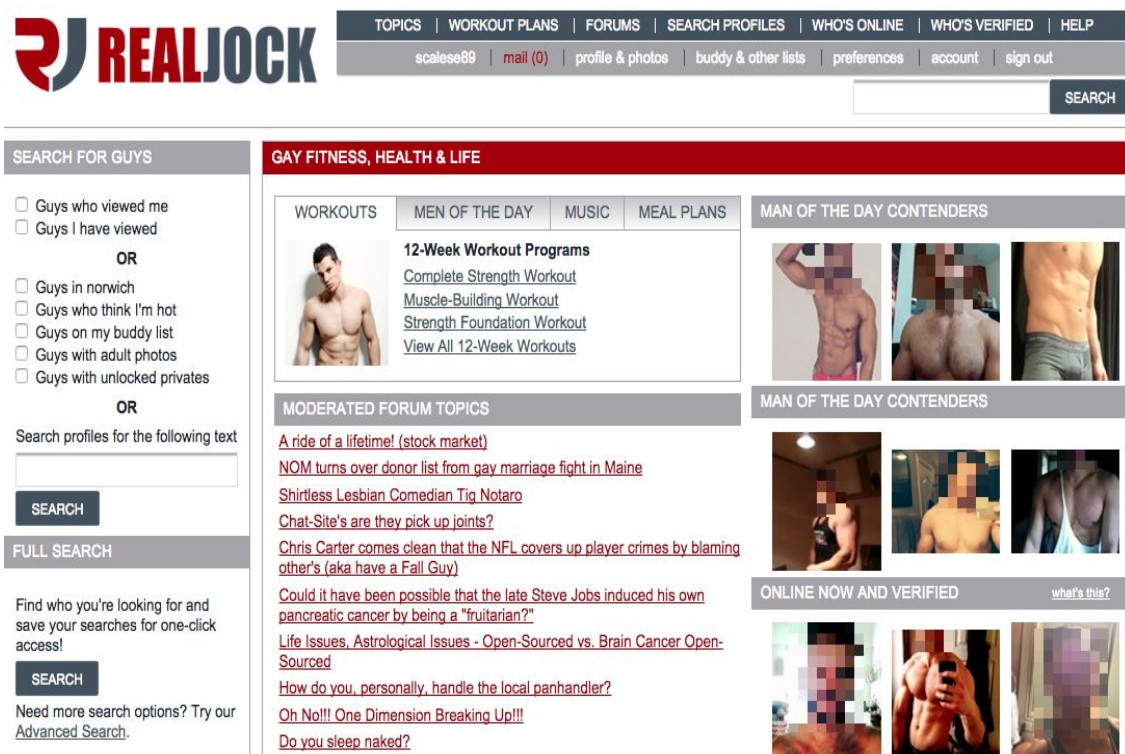 REALJOCK
TOPICS | WORKOUT PLANS | FORUMS | SEARCH PROFILES | WHO'S ONLINE | WHO'S VERIFIED | HELP
scalese89 | mail (0) | profile & photos | buddy & other lists | preferences | account | sign out
SEARCH
SEARCH FOR GUYS
Guys who viewed me
Guys I have viewed
OR
Guys in norwich
Guys who think I'm hot
Guys on my buddy list
Guys with adult photos
Guys with unlocked privates
OR
Search profiles for the following text
SEARCH
FULL SEARCH
Find who you're looking for and
save your searches for one-click
access!
SEARCH
Need more search options? Try our
Advanced Search.
GAY FITNESS, HEALTH & LIFE
WORKOUTS MEN OF THE DAY MUSIC MEAL PLANS
12-Week Workout Programs
Complete Strength Workout
Muscle-Building Workout
Strength Foundation Workout
View All 12-Week Workouts
MODERATED FORUM TOPICS
A ride of a lifetime! (stock market)
NOM turns over donor list from gay marriage fight in Maine
Shirtless Lesbian Comedian Tig Notaro
Chat-Site's are they pick up joints?
Chris Carter comes clean that the NFL covers up player crimes by blaming
other's (aka have a Fall Guy)
Could it have been possible that the late Steve Jobs induced his own
pancreatic cancer by being a "fruitarian?"
Life Issues, Astrological Issues - Open-Sourced vs. Brain Cancer Open-
Sourced
How do you, personally, handle the local panhandler?
Oh No!!! One Dimension Breaking Up!!!
Do you sleep naked?
MAN OF THE DAY CONTENDERS
MAN OF THE DAY CONTENDERS
ONLINE NOW AND VERIFIED what's this?